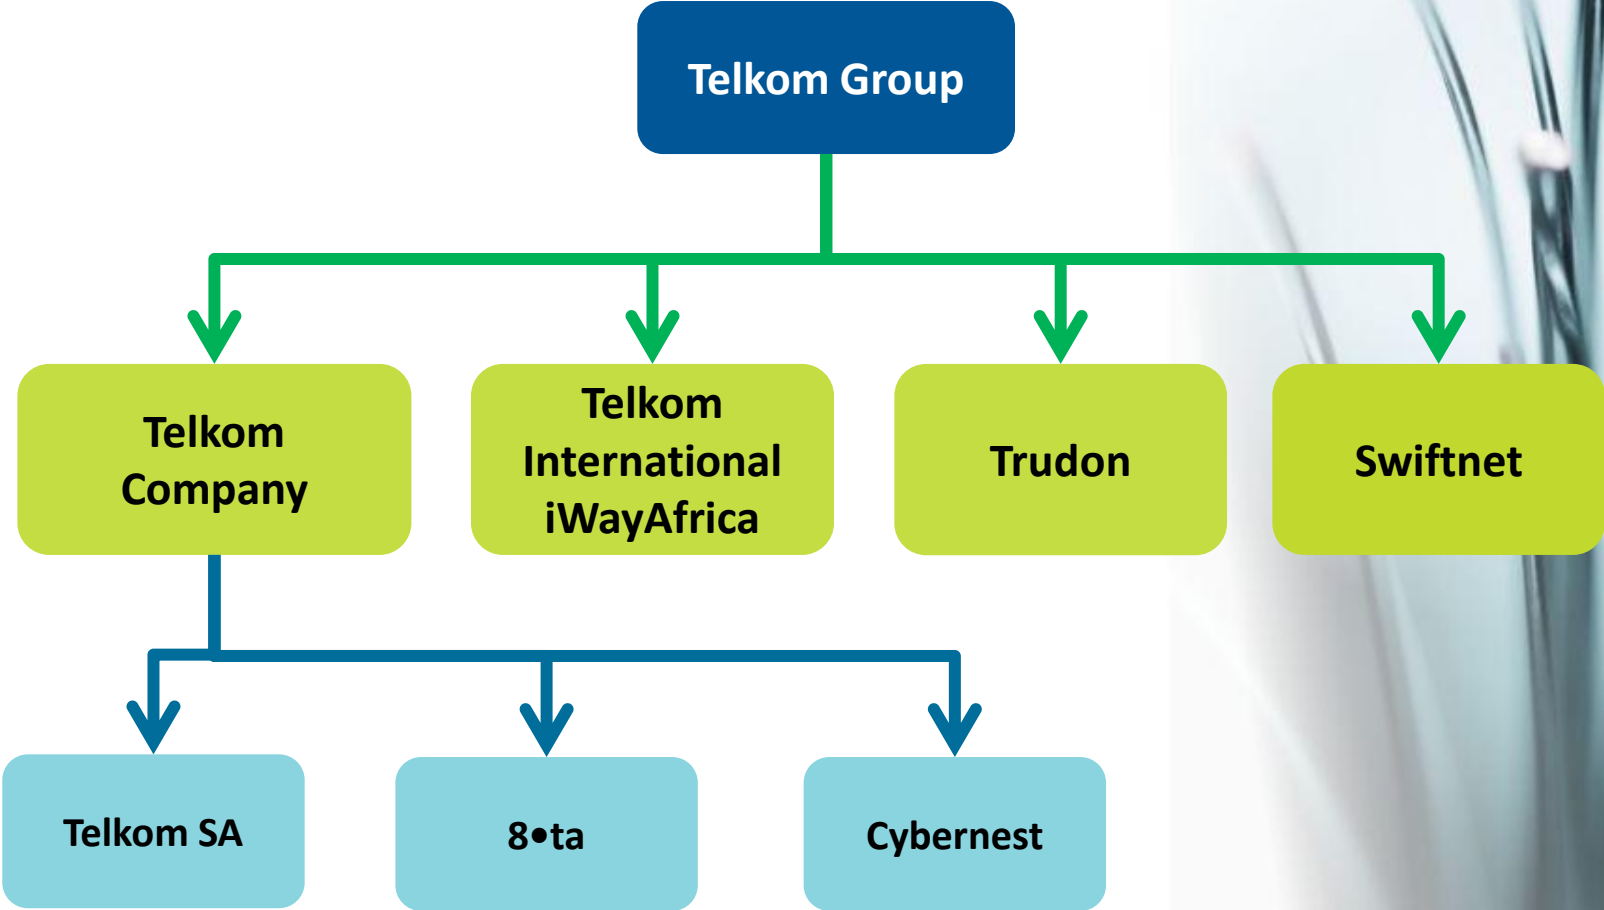 Telkom Group
Telkom
Company
Telkom
International
iWayAfrica
Trudon
Swiftnet
Telkom SA
8•ta
Cybernest